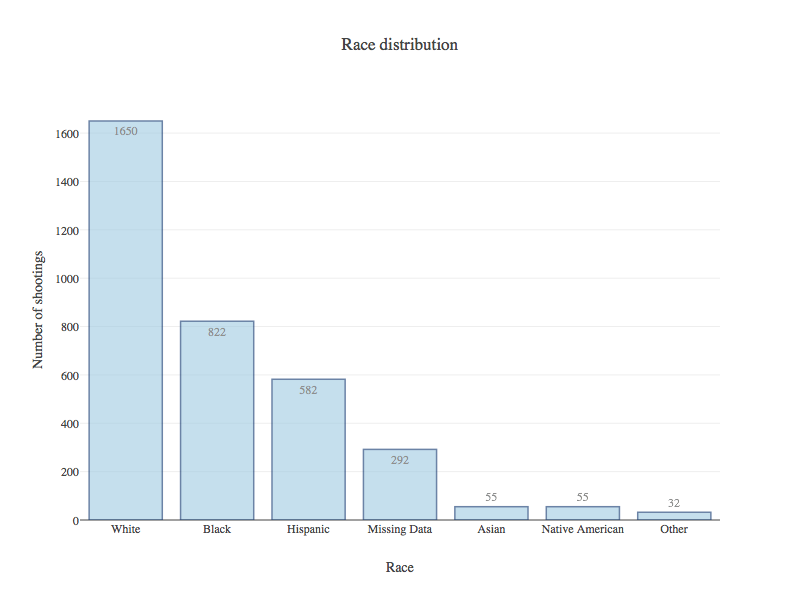 Race distribution
Number of shootings
1600
1400
1200
1000
800
600
400
200
0
1650
822
582
292
55
55
32
White
Black
Hispanic
Missing Data
Asian
Native American
Other
Race